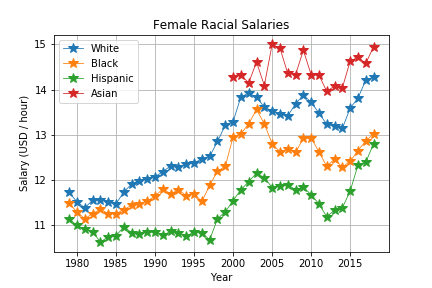 Female Racial Salaries
Salary (USD / hour)
15
14
13
12
11
White
Black
Hispanic
Asian
1980
1985
1990
1995
2000
2005
2010
2015
Year